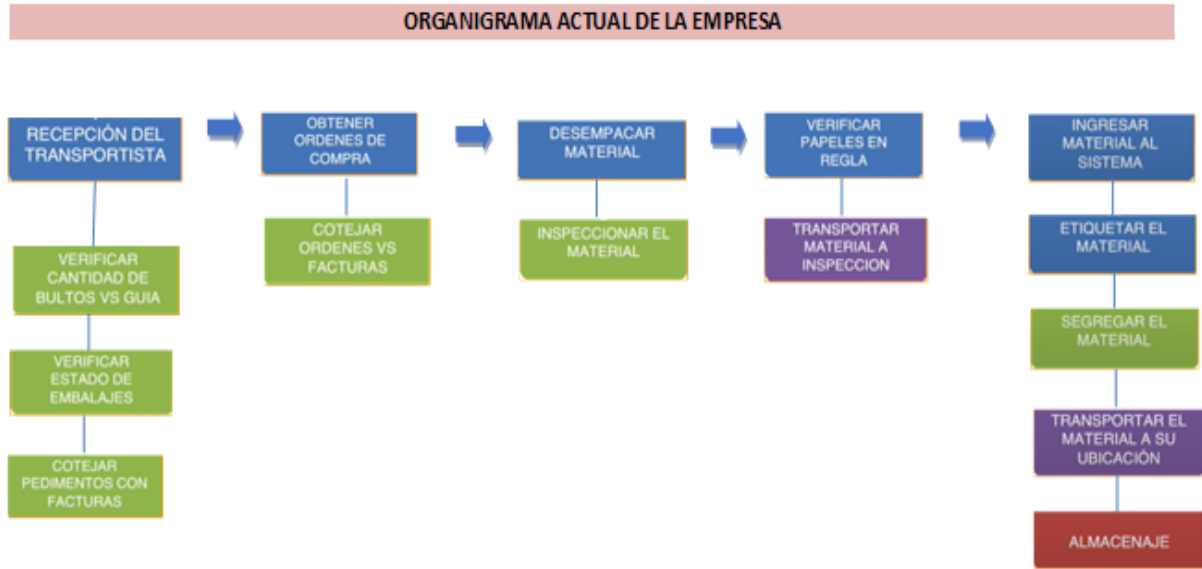 ORGANIGRAMA ACTUAL DE LA EMPRESA
RECEPCIÓN DEL
TRANSPORTISTA
VERIFICAR
CANTIDAD DE
BULTOS VS GUIA
VERIFICAR
ESTADO DE
EMBALAJES
COTEJAR
PEDIMENTOS CON
FACTURAS
OBTENER
ORDENES DE
COMPRA
COTEJAR
ORDENES VS
FACTURAS
DESEMPACAR
MATERIAL
INSPECCIONAR EL
MATERIAL
VERIFICAR
PAPELES EN
REGLA
TRANSPORTAR
MATERIAL A
INSPECCION
INGRESAR
MATERIAL AL
SISTEMA
ETIQUETAR EL
MATERIAL
SEGREGAR EL
MATERIAL
TRANSPORTAR EL
MATERIAL A SU
UBICACIÓN
ALMACENAJE